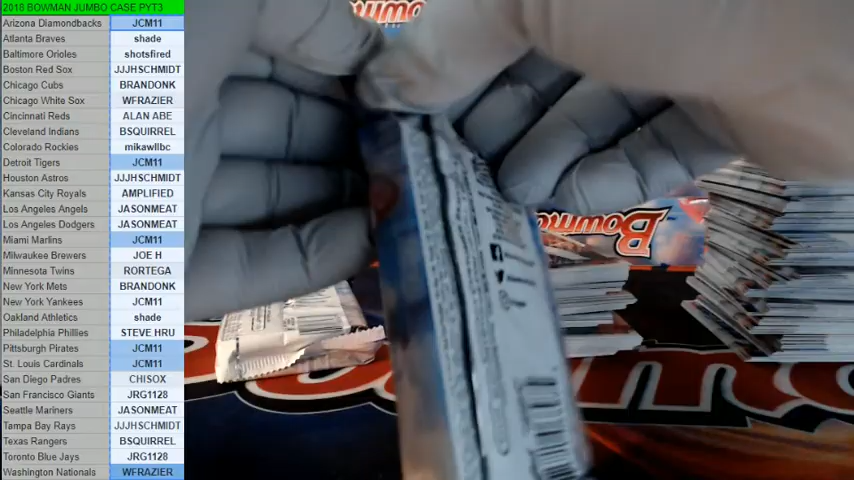 2018 BOWMAN JUMBO CASE PYT3
Arizona Diamondbacks JCM11
Atlanta Braves shade
Baltimore Orioles shotsfired
Boston Red Sox JJJHSCHMIDT
Chicago Cubs BRANDONK
Chicago White Sox WFRAZIER
Cincinnati Reds ALAN ABE
Cleveland Indians BSQUIRREL
Colorado Rockies mikawllbc
Detroit Tigers JCM11
Houston Astros JJJHSCHMIDT
Kansas City Royals AMPLIFIED
Los Angeles Angels JASONMEAT
Los Angeles Dodgers JASONMEAT
Miami Marlins JCM11
Milwaukee Brewers JOE H
Minnesota Twins RORTEGA
New York Mets BRANDONK
New York Yankees JCM11
Oakland Athletics shade
Philadelphia Phillies STEVE HRU
Pittsburgh Pirates JCM11
St. Louis Cardinals JCM11
San Diego Padres CHISOX
San Francisco Giants JRG1128
Seattle Mariners JASONMEAT
Tampa Bay Rays JJJHSCHMIDT
Texas Rangers BSQUIRREL
Toronto Blue Jays JRG1128
Washington Nationals WFRAZIER
Bowman
B